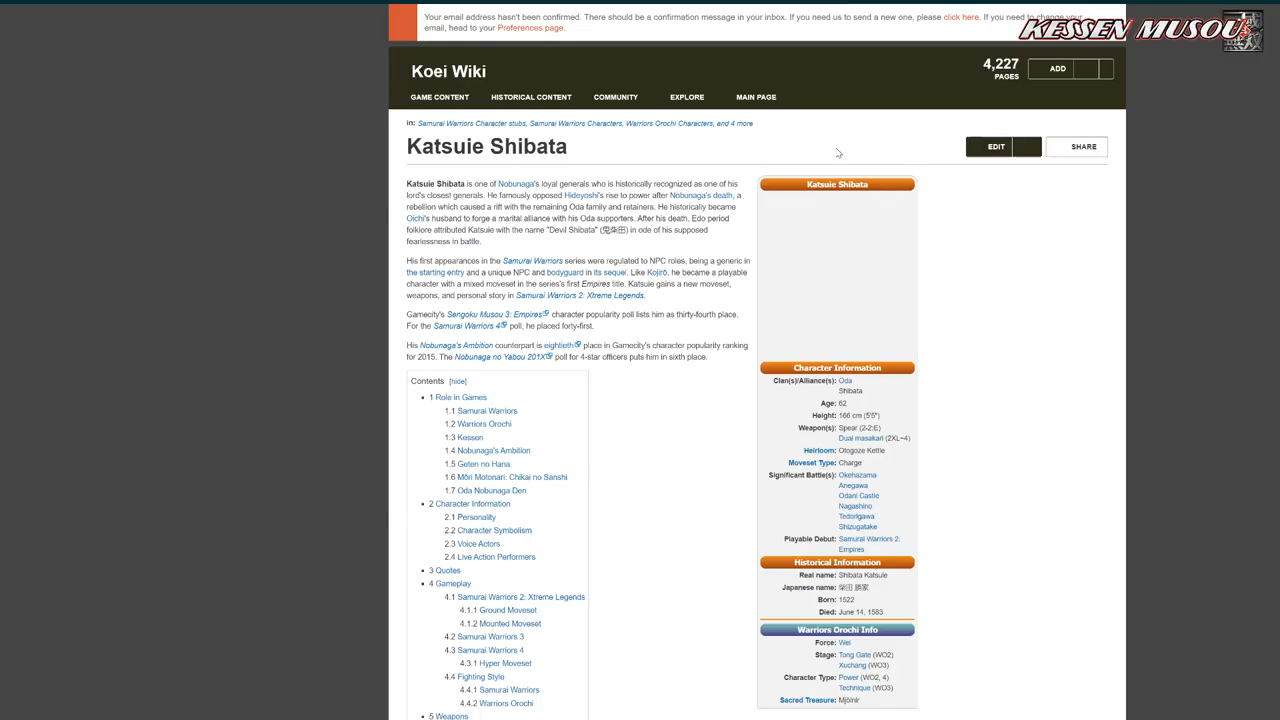 Your email address hasn't been confirmed. There should be a confirmation message in your inbox. If you need us to send a new one, please click here. If you need to change your
email, head to your Preferences page.
KESSEN MUSOU
Koei Wiki
4,227
PAGES
ADD
GAME CONTENT
HISTORICAL CONTENT
COMMUNITY
EXPLORE
MAIN PAGE
in: Samurai Warriors Character stubs, Samurai Warriors Characters, Warriors Orochi Characters, and 4 more
Katsuie Shibata
EDIT
SHARE
Katsuie Shibata is one of Nobunaga's loyal generals who is historically recognized as one of his
lord's closest generals. He famously opposed Hideyoshi's rise to power after Nobunaga's death, a
rebellion which caused a rift with the remaining Oda family and retainers. He historically became
Oichi's husband to forge a marital alliance with his Oda supporters. After his death, Edo period
folklore attributed Katsuie with the name "Devil Shibata" (鬼柴田) in ode of his supposed
fearlessness in battle.
His first appearances in the Samurai Warriors series were regulated to NPC roles, being a generic in
the starting entry and a unique NPC and bodyguard in its sequel. Like Kojirō, he became a playable
character with a mixed moveset in the series's first Empires title. Katsuie gains a new moveset,
weapons, and personal story in Samurai Warriors 2: Xtreme Legends.
Gamecity's Sengoku Musou 3: Empires character popularity poll lists him as thirty-fourth place.
For the Samurai Warriors 4 poll, he placed forty-first.
His Nobunaga's Ambition counterpart is eightieth place in Gamecity's character popularity ranking
for 2015. The Nobunaga no Yabou 201X poll for 4-star officers puts him in sixth place.
Contents [hide]
1 Role in Games
1.1 Samurai Warriors
1.2 Warriors Orochi
1.3 Kessen
1.4 Nobunaga's Ambition
1.5 Geten no Hana
1.6 Mōri Motonari: Chikai no Sanshi
1.7 Oda Nobunaga Den
2 Character Information
2.1 Personality
2.2 Character Symbolism
2.3 Voice Actors
2.4 Live Action Performers
3 Quotes
4 Gameplay
4.1 Samurai Warriors 2: Xtreme Legends
4.1.1 Ground Moveset
4.1.2 Mounted Moveset
4.2 Samurai Warriors 3
4.3 Samurai Warriors 4
4.3.1 Hyper Moveset
4.4 Fighting Style
4.4.1 Samurai Warriors
4.4.2 Warriors Orochi
5 Weapons
Katsuie Shibata
Character Information
Clan(s)/Alliance(s): Oda
Shibata
Age: 62
Height: 166 cm (5'5")
Weapon(s): Spear (2-2:E)
Dual masakari (2XL~4)
Heirloom: Otogoze Kettle
Moveset Type: Charge
Significant Battle(s): Okehazama
Anegawa
Odani Castle
Nagashino
Tedorigawa
Shizugatake
Playable Debut: Samurai Warriors 2:
Empires
Historical Information
Real name: Shibata Katsuie
Japanese name: 柴田 勝家
Born: 1522
Died: June 14, 1583
Warriors Orochi Info
Force: Wei
Stage: Tong Gate (WO2)
Xuchang (WO3)
Character Type: Power (WO2, 4)
Technique (WO3)
Sacred Treasure: Mjölnir